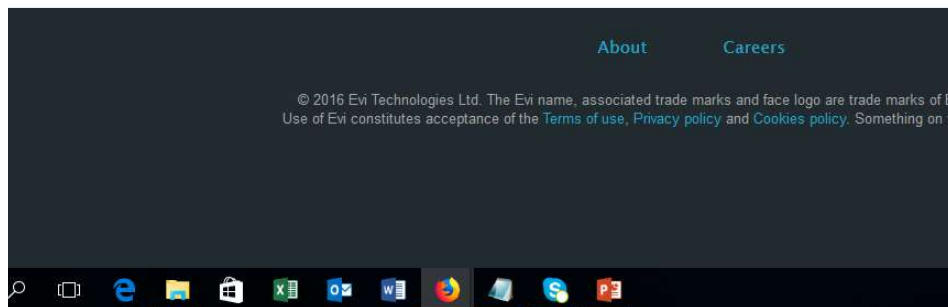 About Careers
© 2016 Evi Technologies Ltd. The Evi name, associated trade marks and face logo are trade marks of
Use of Evi constitutes acceptance of the Terms of use, Privacy policy and Cookies policy. Something on